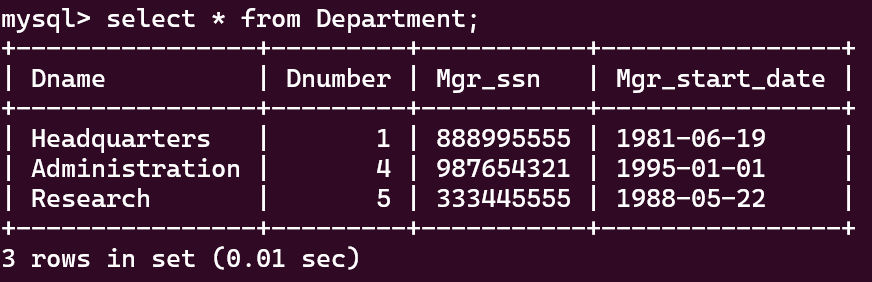 mysql> select * from Department;
+----------------+---------+-----------+----------------+
| Dname          | Dnumber | Mgr_ssn   | Mgr_start_date |
+----------------+---------+-----------+----------------+
| Headquarters   |       1 | 888995555 | 1981-06-19     |
| Administration |       4 | 987654321 | 1995-01-01     |
| Research       |       5 | 333445555 | 1988-05-22     |
+----------------+---------+-----------+----------------+
3 rows in set (0.01 sec)